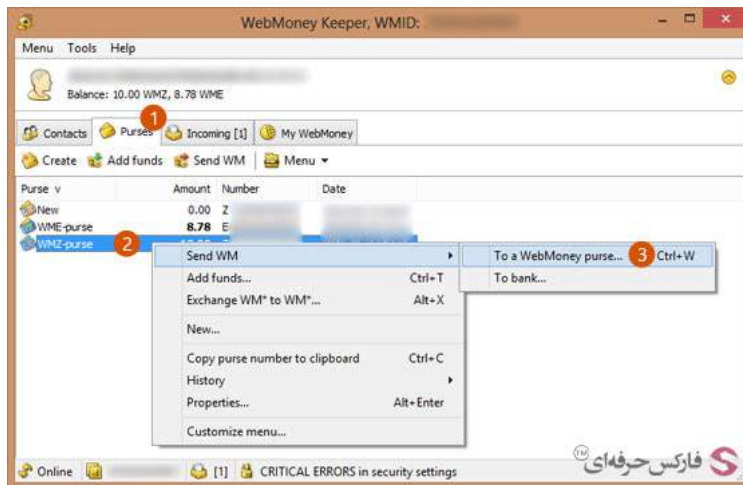 WebMoney Keeper, WMID:
Menu Tools Help
Balance: 10.00 WMZ, 8.78 WME
1
Contacts Purses Incoming [1] My WebMoney
Create Add funds Send WM Menu
Purse Amount Number Date
New 0.00 Z
WME-purse 8.78 E
WMZ-purse 2
Send WM
To a WebMoney purse... 3 Ctrl+W
Add funds... Ctrl+T
To bank...
Exchange WM* to WM*... Alt+X
New...
Copy purse number to clipboard Ctrl+C
History
Properties... Alt+Enter
Customize menu...
Online [1] CRITICAL ERRORS in security settings
فارکس حرفه‌ای TM